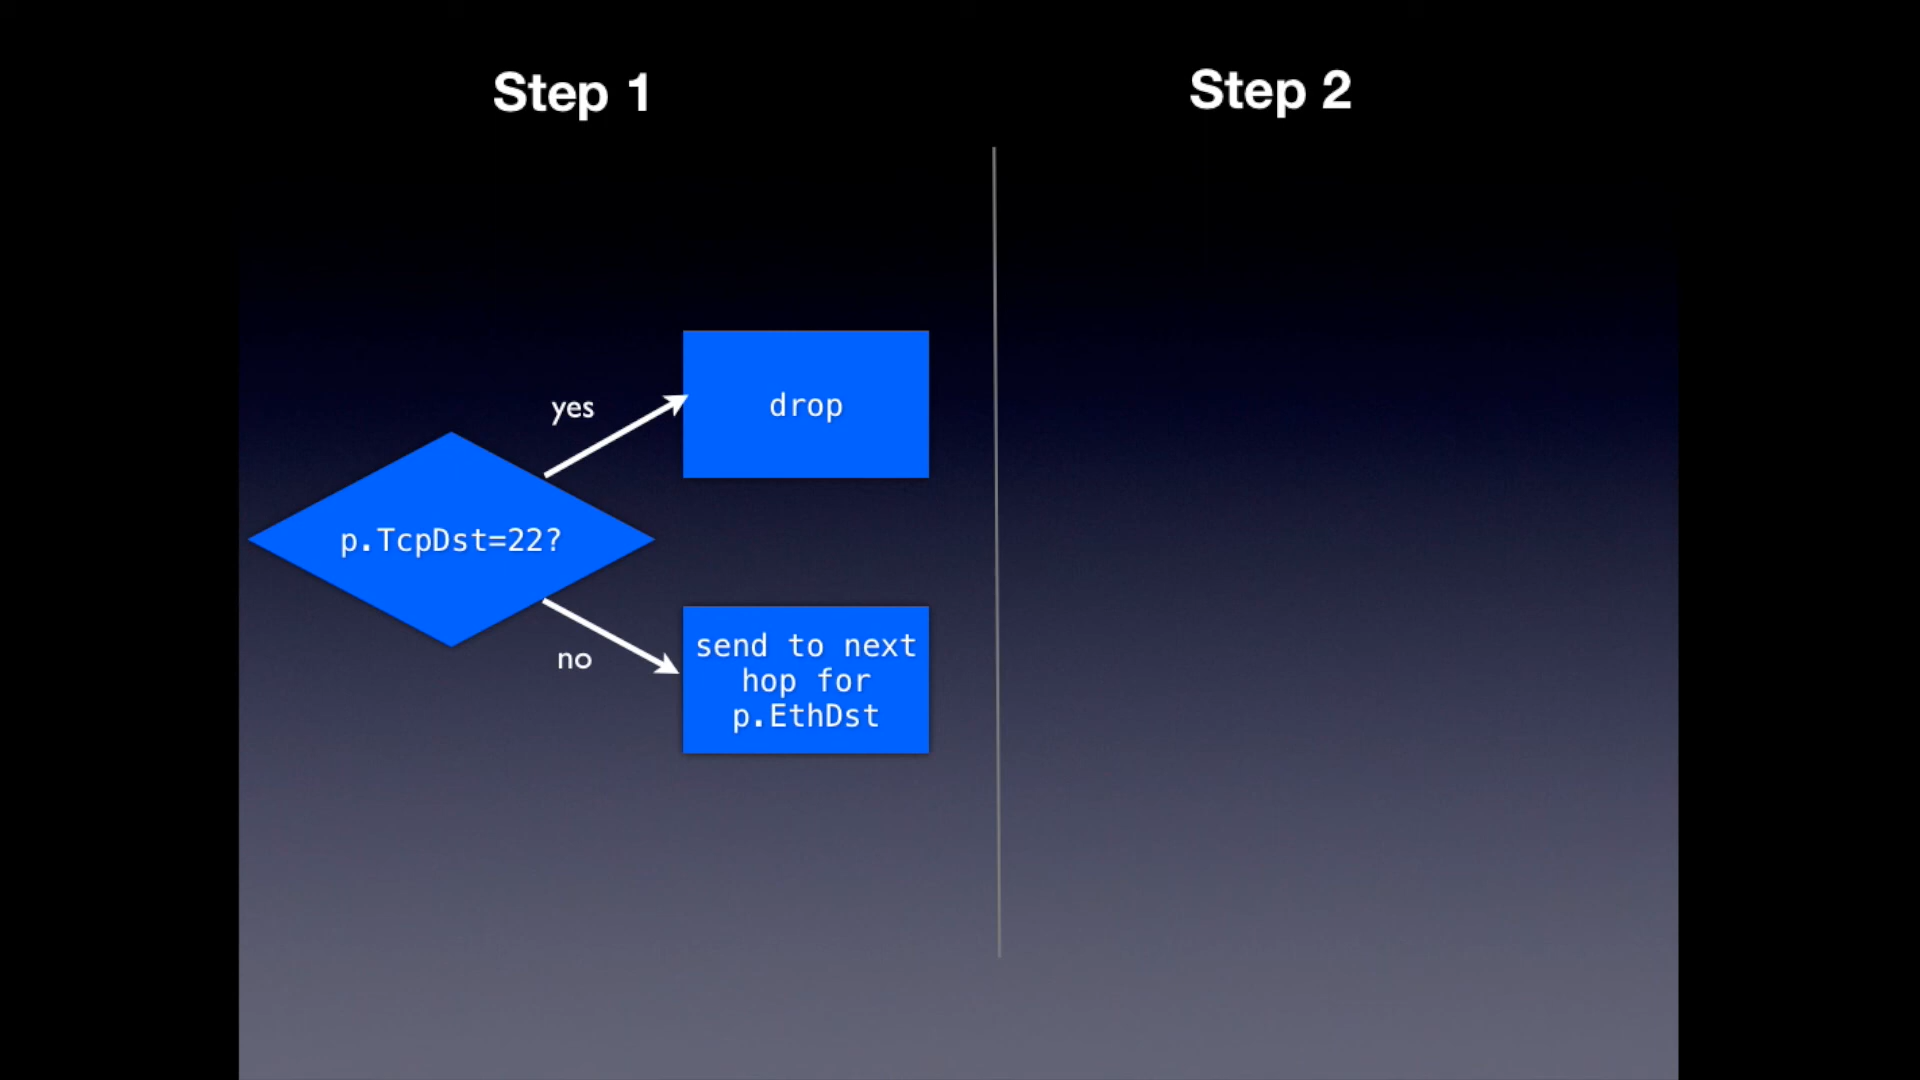 Step 1
Step 2
yes
drop
p.TcpDst=22?
no
send to next
hop for
p.EthDst